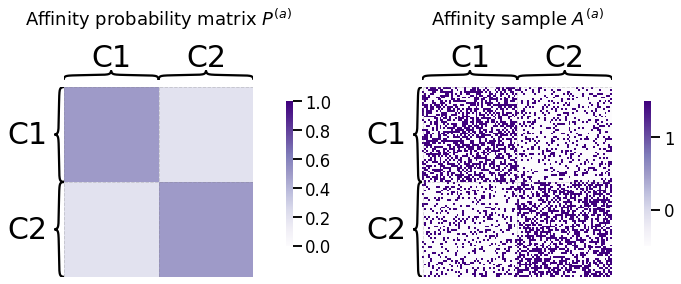 Affinity probability matrix P^(a)
C1 C2
C1
C2
1.0
0.8
0.6
0.4
0.2
0.0
Affinity sample A^(a)
C1 C2
C1
C2
1
0